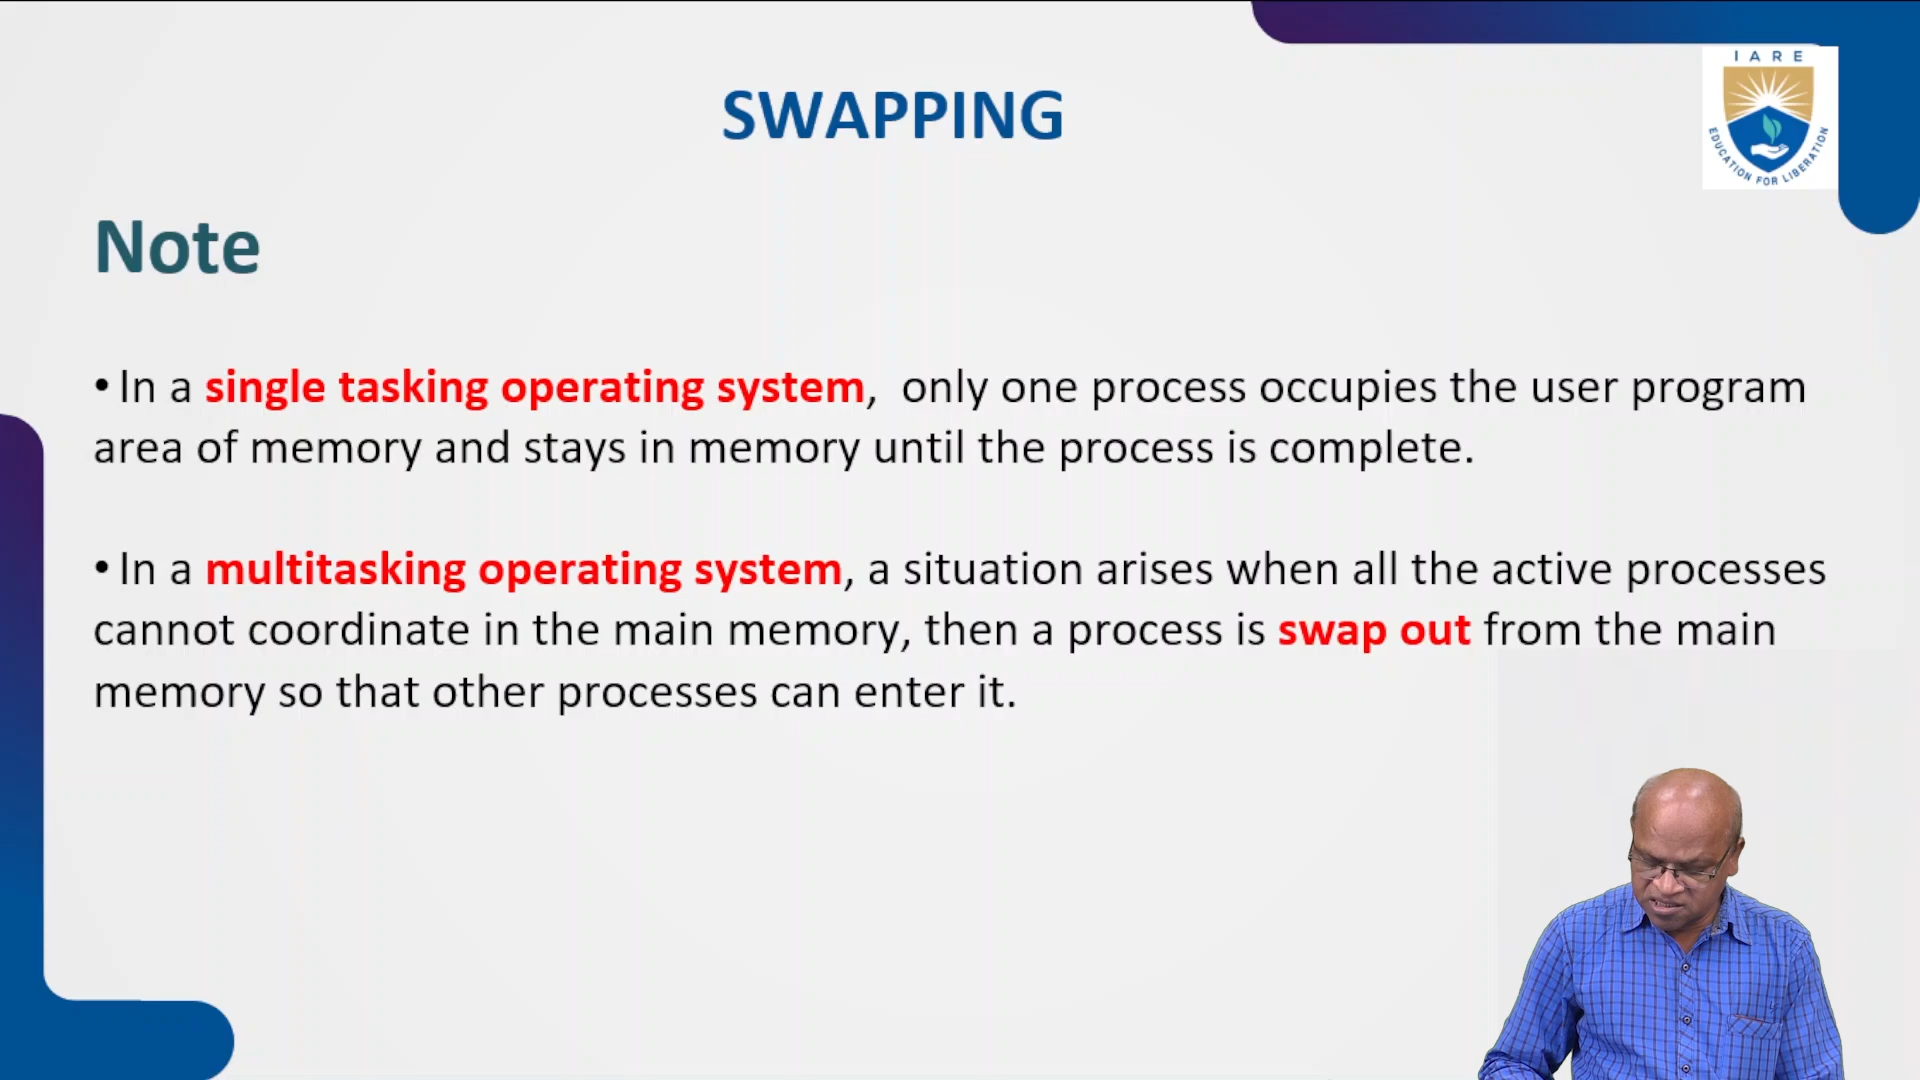 IARE
EDUCATION FOR LIBERATION
SWAPPING
Note
• In a single tasking operating system,  only one process occupies the user program
area of memory and stays in memory until the process is complete.
• In a multitasking operating system, a situation arises when all the active processes
cannot coordinate in the main memory, then a process is swap out from the main
memory so that other processes can enter it.